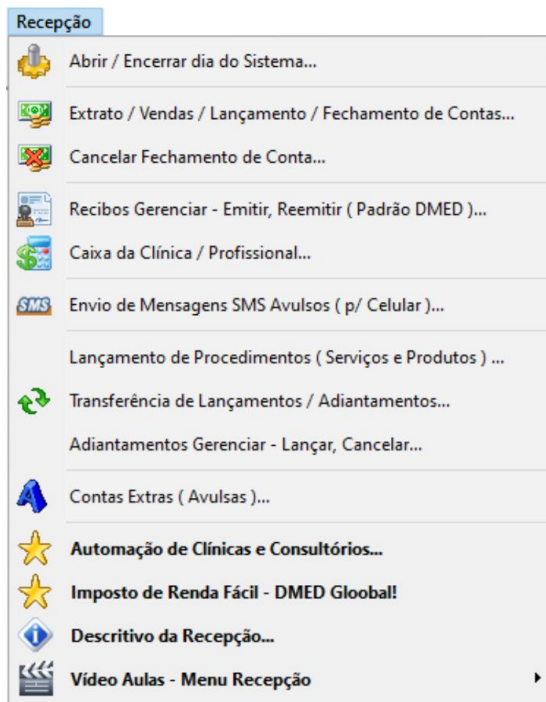 Recepção
Abrir / Encerrar dia do Sistema...
Extrato / Vendas / Lançamento / Fechamento de Contas...
Cancelar Fechamento de Conta...
Recibos Gerenciar - Emitir, Reemitir ( Padrão DMED )...
Caixa da Clínica / Profissional...
SMS Envio de Mensagens SMS Avulsos ( p/ Celular )...
Lançamento de Procedimentos ( Serviços e Produtos ) ...
Transferência de Lançamentos / Adiantamentos...
Adiantamentos Gerenciar - Lançar, Cancelar...
A Contas Extras ( Avulsas )...
Automação de Clínicas e Consultórios...
Imposto de Renda Fácil - DMED Gloobal!
Descritivo da Recepção...
Vídeo Aulas - Menu Recepção